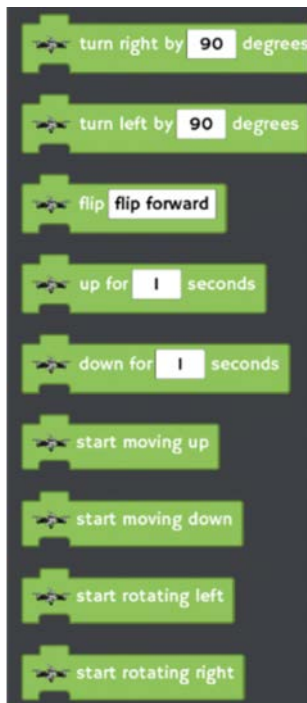 turn right by 90 degrees
turn left by 90 degrees
flip flip forward
up for 1 seconds
down for 1 seconds
start moving up
start moving down
start rotating left
start rotating right